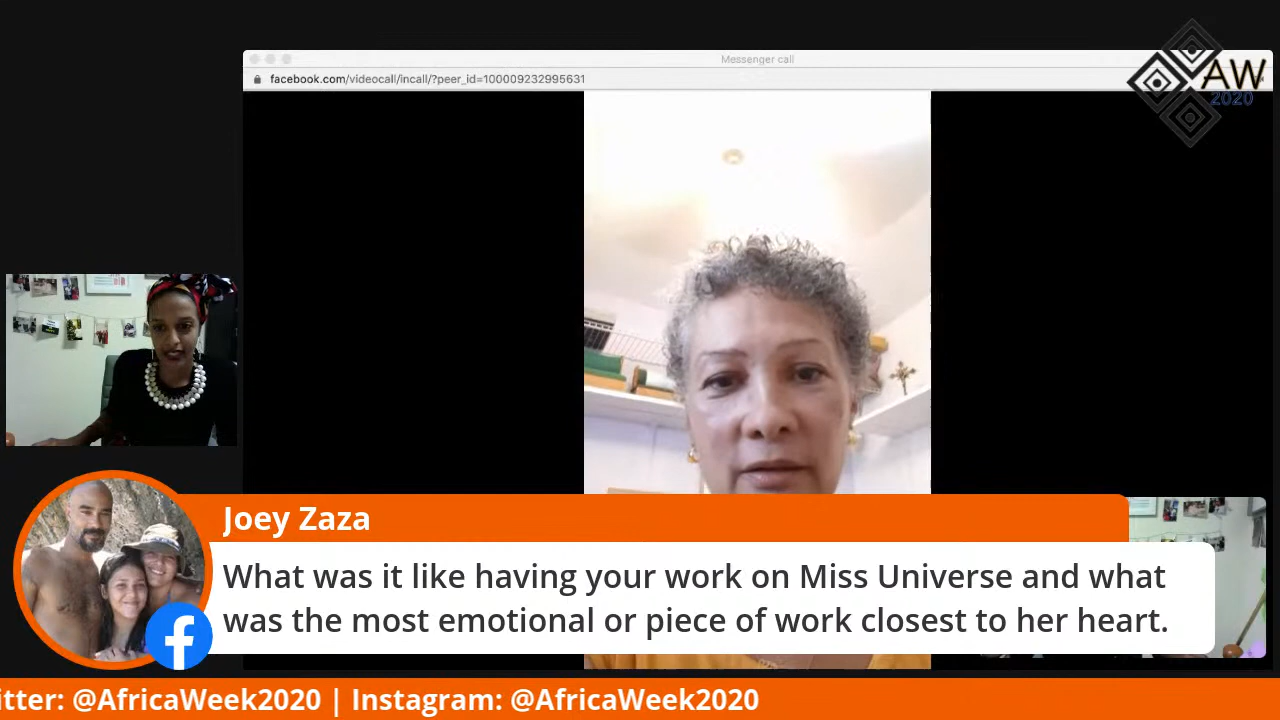 Messenger call
facebook.com/videocall/incall/?peer_id=100009232995631
AW
2020
Joey Zaza
What was it like having your work on Miss Universe and what
was the most emotional or piece of work closest to her heart.
itter: @AfricaWeek2020 | Instagram: @AfricaWeek2020